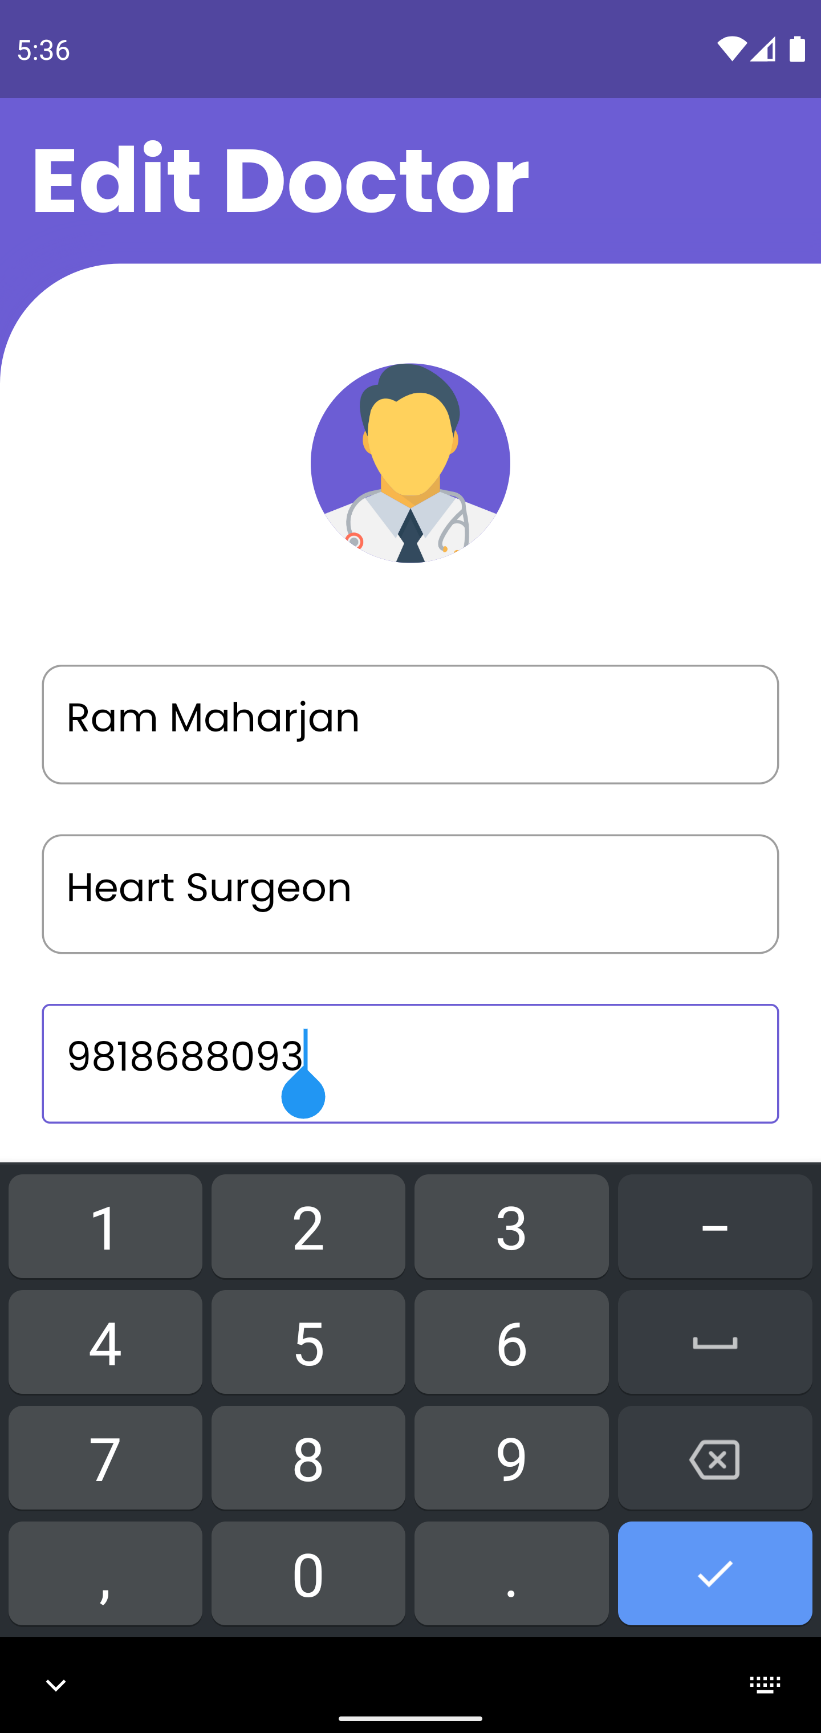 5:36
Edit Doctor
Ram Maharjan
Heart Surgeon
9818688093
1 2 3 -
4 5 6
7 8 9
, 0 .